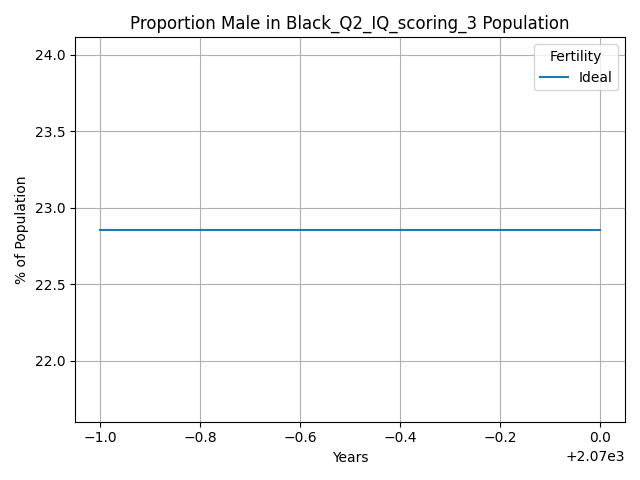 Proportion Male in Black_Q2_IQ_scoring_3 Population
24.0
23.5
23.0
22.5
22.0
% of Population
Fertility
Ideal
−1.0 −0.8 −0.6 −0.4 −0.2 0.0
Years
+2.07e3